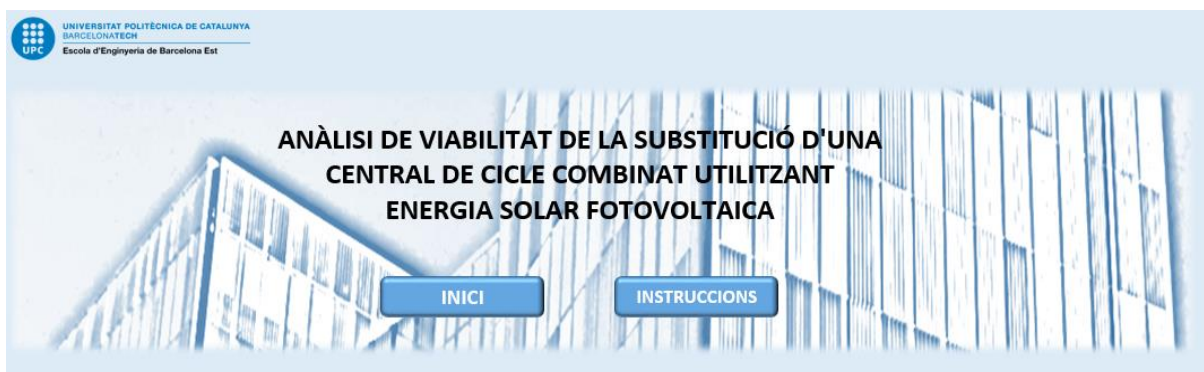 UNIVERSITAT POLITÈCNICA DE CATALUNYA
BARCELONATECH
Escola d'Enginyeria de Barcelona Est
UPC
ANÀLISI DE VIABILITAT DE LA SUBSTITUCIÓ D'UNA
CENTRAL DE CICLE COMBINAT UTILITZANT
ENERGIA SOLAR FOTOVOLTAICA
INICI
INSTRUCCIONS